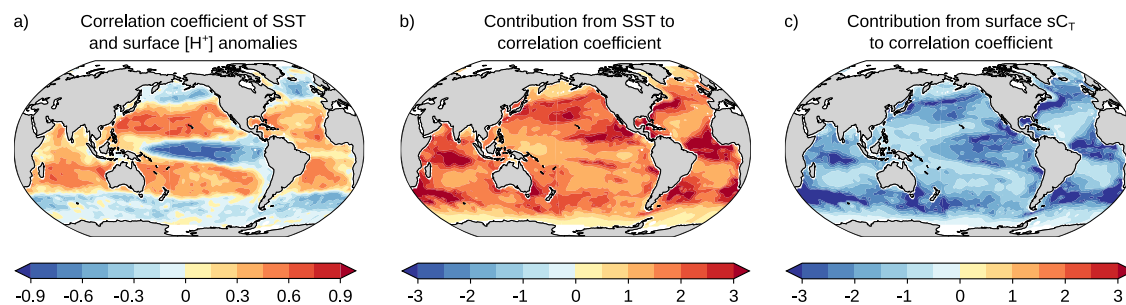 a) Correlation coefficient of SST
and surface [H⁺] anomalies
b) Contribution from SST to
correlation coefficient
c) Contribution from surface sC_T
to correlation coefficient
-0.9 -0.6 -0.3 0 0.3 0.6 0.9
-3 -2 -1 0 1 2 3
-3 -2 -1 0 1 2 3